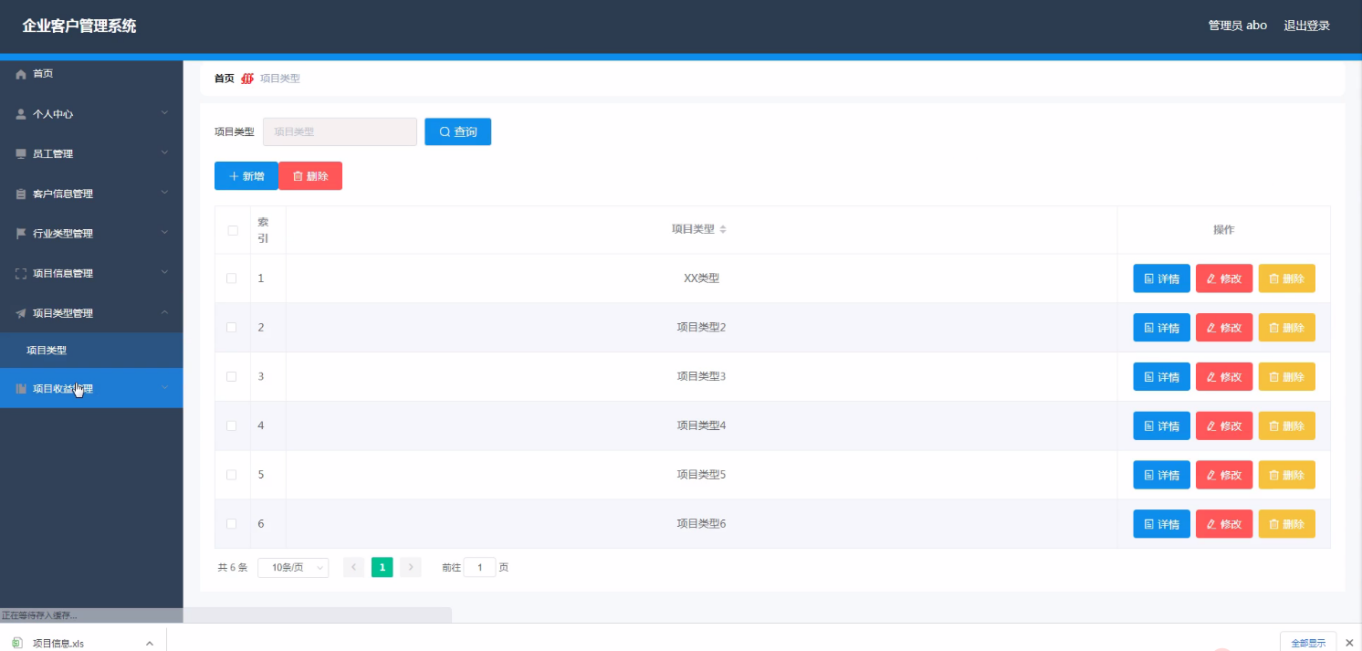 企业客户管理系统
管理员 abo 退出登录
首页
个人中心
员工管理
客户信息管理
行业类型管理
项目信息管理
项目类型管理
项目类型
项目收益管理
首页 项目类型
项目类型 项目类型 查询
新增 删除
索引 项目类型 操作
1 XX类型 详情 修改 删除
2 项目类型2 详情 修改 删除
3 项目类型3 详情 修改 删除
4 项目类型4 详情 修改 删除
5 项目类型5 详情 修改 删除
6 项目类型6 详情 修改 删除
共 6 条 10条/页 1 前往 1 页
正在等待存入缓存...
项目信息.xls 全部显示